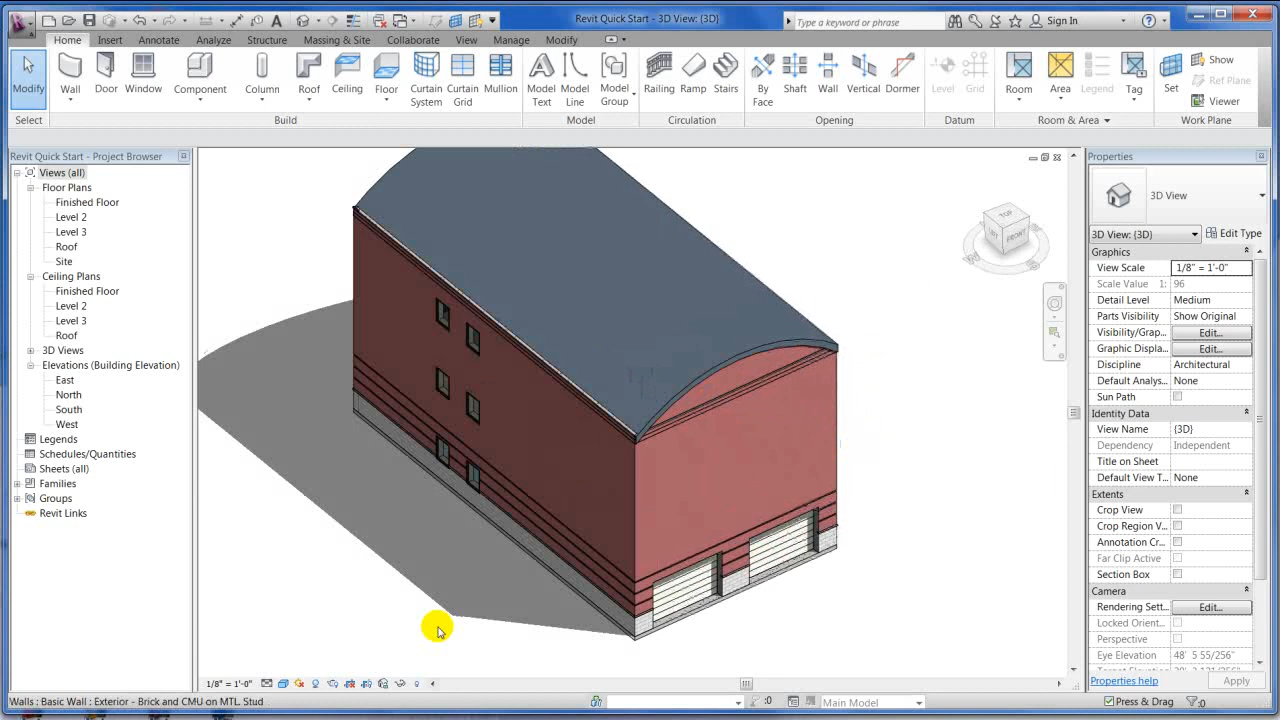 Revit Quick Start - 3D View: {3D}
Type a keyword or phrase
Sign In
Home Insert Annotate Analyze Structure Massing & Site Collaborate View Manage Modify
Modify
Wall
Door
Window
Component
Column
Roof
Ceiling
Floor
Curtain System
Curtain Grid
Mullion
Model Text
Model Line
Model Group
Railing
Ramp
Stairs
By Face
Shaft
Wall
Vertical
Dormer
Level
Grid
Room
Area
Legend
Tag
Set
Show
Ref Plane
Viewer
Select
Build
Model
Circulation
Opening
Datum
Room & Area
Work Plane
Revit Quick Start - Project Browser
Views (all)
Floor Plans
Finished Floor
Level 2
Level 3
Roof
Site
Ceiling Plans
Finished Floor
Level 2
Level 3
Roof
3D Views
Elevations (Building Elevation)
East
North
South
West
Legends
Schedules/Quantities
Sheets (all)
Families
Groups
Revit Links
TOP
FRONT
Properties
3D View
3D View: {3D}
Edit Type
Graphics
View Scale 1/8" = 1'-0"
Scale Value 1: 96
Detail Level Medium
Parts Visibility Show Original
Visibility/Grap... Edit...
Graphic Displa... Edit...
Discipline Architectural
Default Analys... None
Sun Path
Identity Data
View Name {3D}
Dependency Independent
Title on Sheet
Default View T... None
Extents
Crop View
Crop Region V...
Annotation Cr...
Far Clip Active
Section Box
Camera
Rendering Sett... Edit...
Locked Orient...
Perspective
Eye Elevation 48' 5 55/256"
Properties help
Apply
1/8" = 1'-0"
Walls : Basic Wall : Exterior - Brick and CMU on MTL Stud
:0
Main Model
Press & Drag
:0